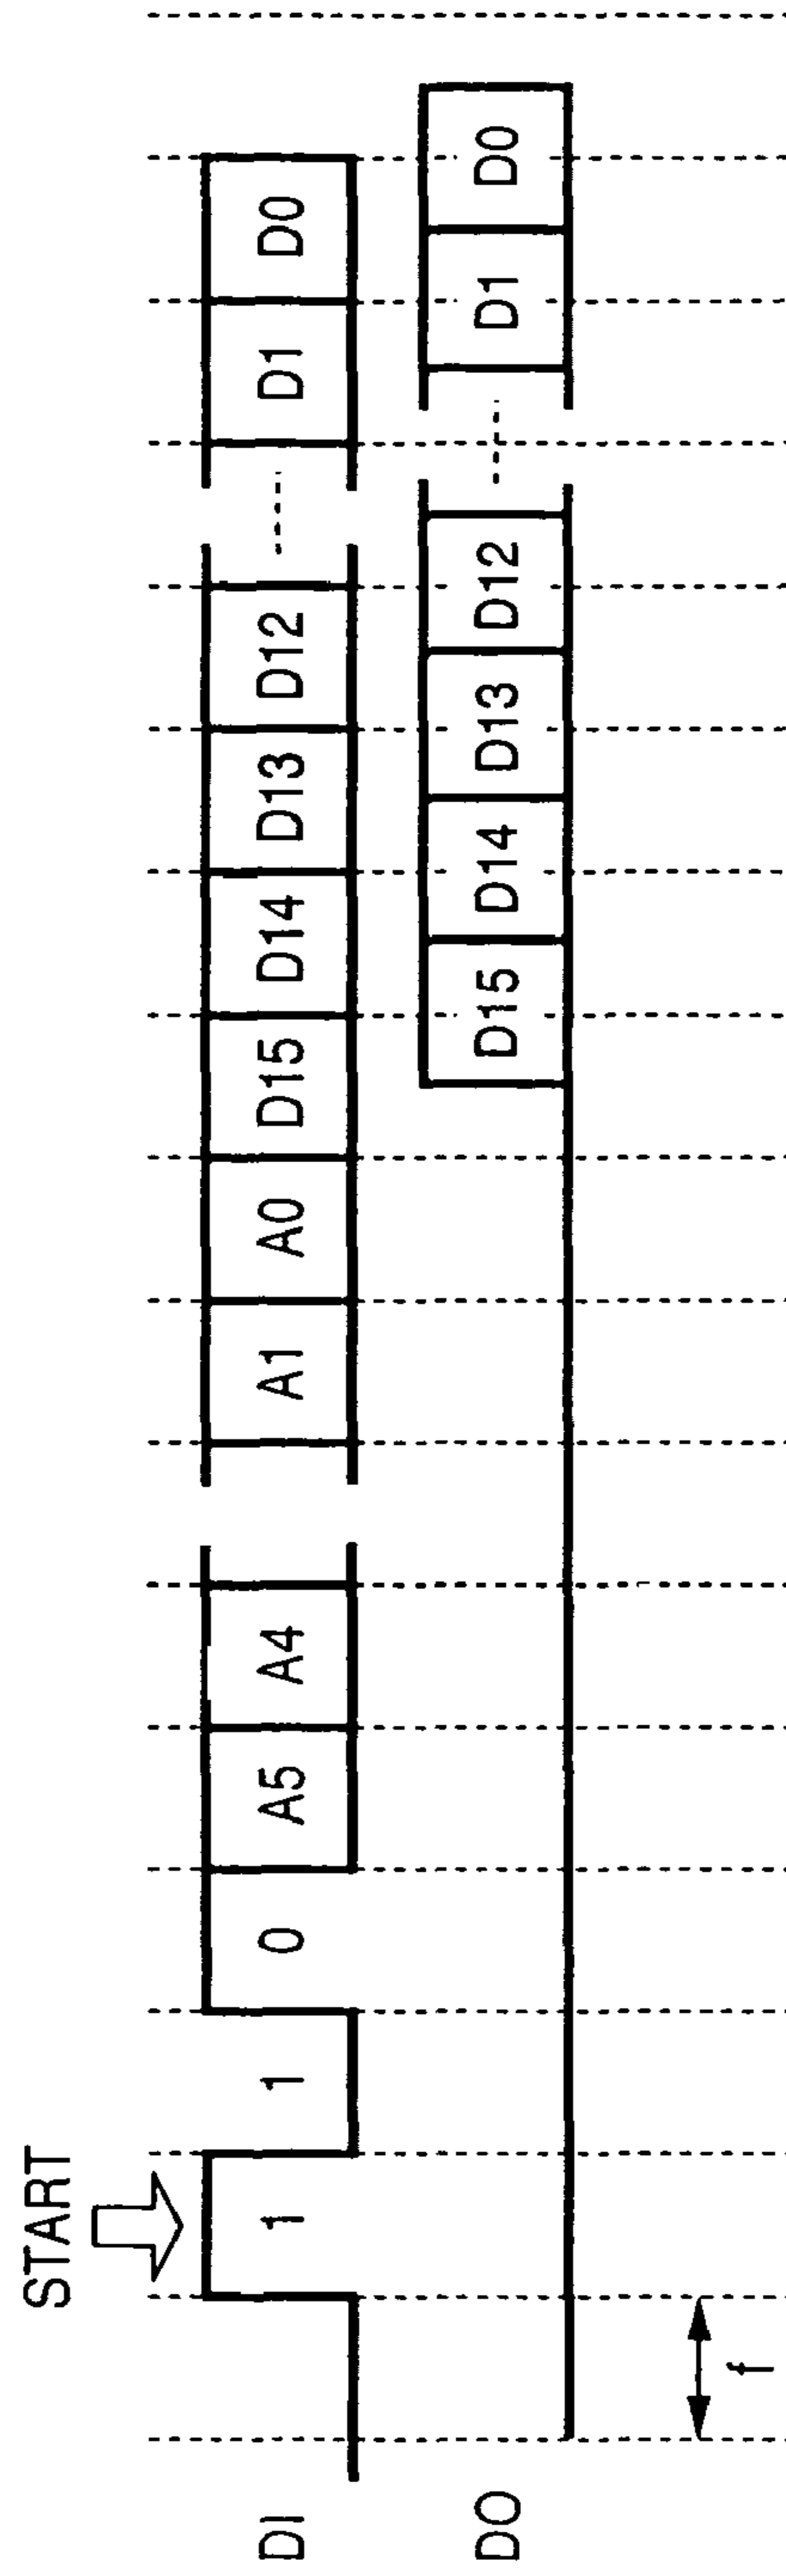 START
DI 1 1 0 A5 A4 A1 A0 D15 D14 D13 D12 D1 D0
DO D15 D14 D13 D12 D1 D0
f